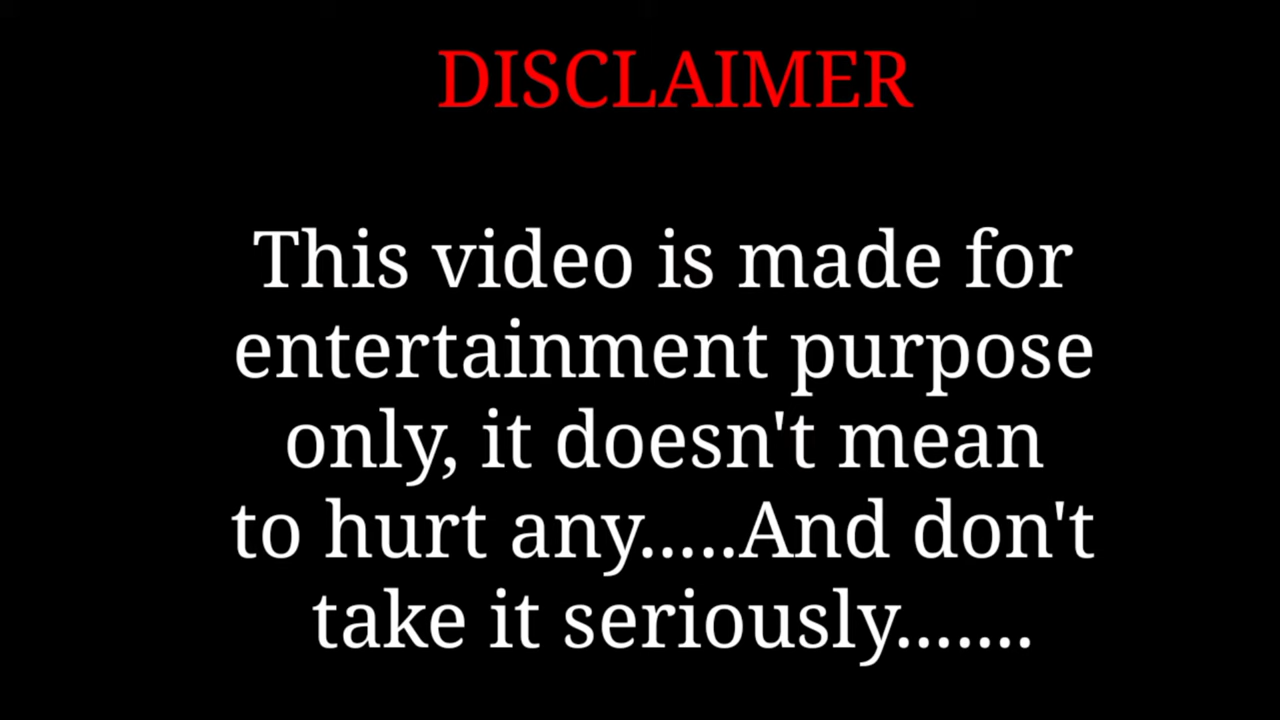 DISCLAIMER
This video is made for
entertainment purpose
only, it doesn't mean
to hurt any.....And don't
take it seriously.......